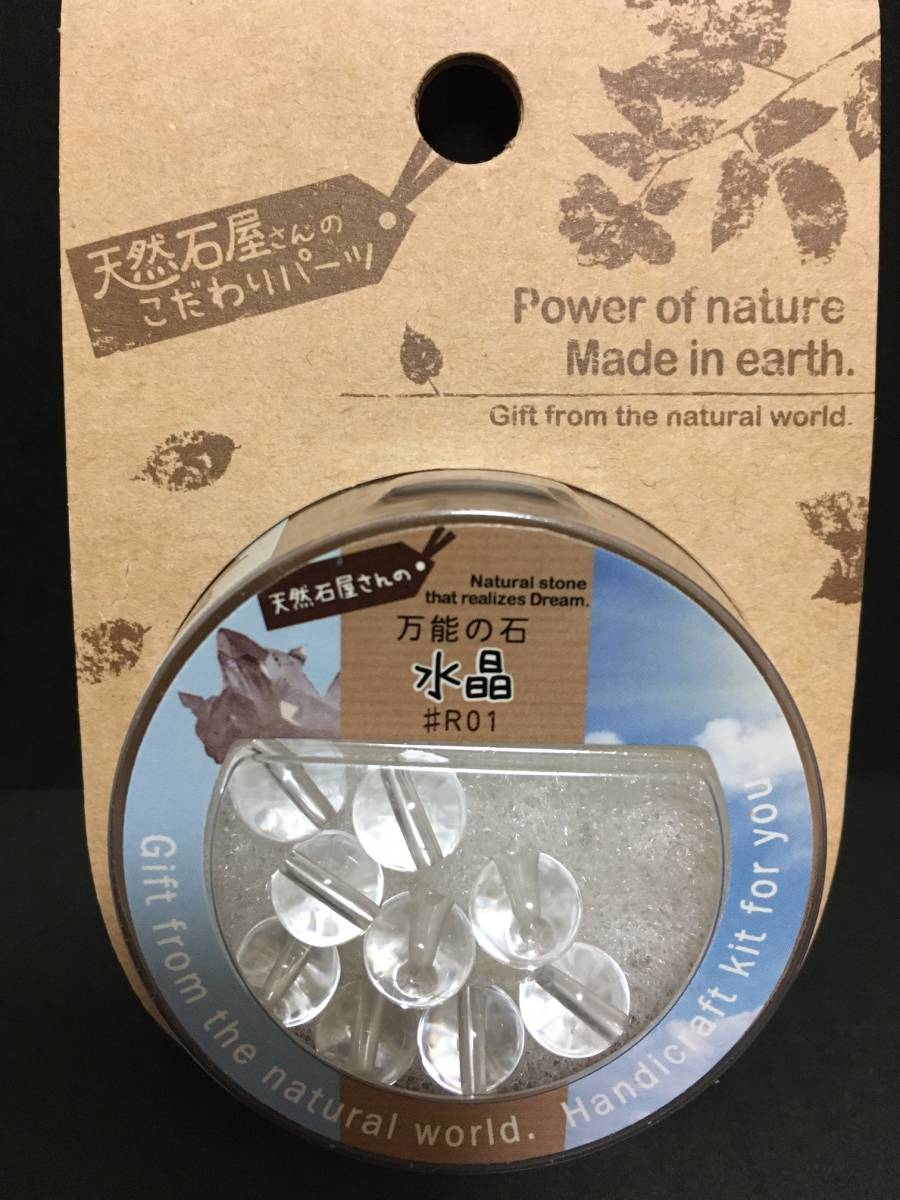 天然石屋さんの
こだわりパーツ
Power of nature
Made in earth.
Gift from the natural world.
天然石屋さんの
Natural stone
that realizes Dream.
万能の石
水晶
#R01
Gift from the natural world. Handicraft kit for you